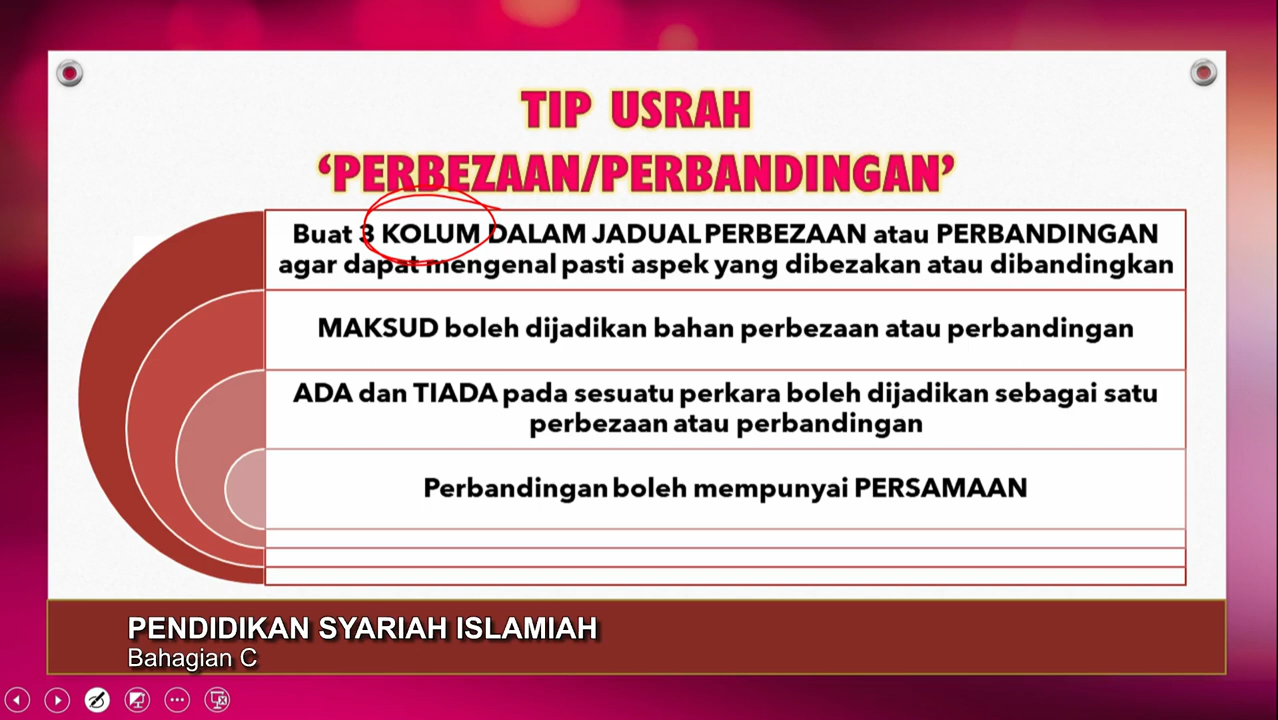 TIP USRAH
‘PERBEZAAN/PERBANDINGAN’
Buat 3 KOLUM DALAM JADUAL PERBEZAAN atau PERBANDINGAN
agar dapat mengenal pasti aspek yang dibezakan atau dibandingkan
MAKSUD boleh dijadikan bahan perbezaan atau perbandingan
ADA dan TIADA pada sesuatu perkara boleh dijadikan sebagai satu
perbezaan atau perbandingan
Perbandingan boleh mempunyai PERSAMAAN
PENDIDIKAN SYARIAH ISLAMIAH
Bahagian C